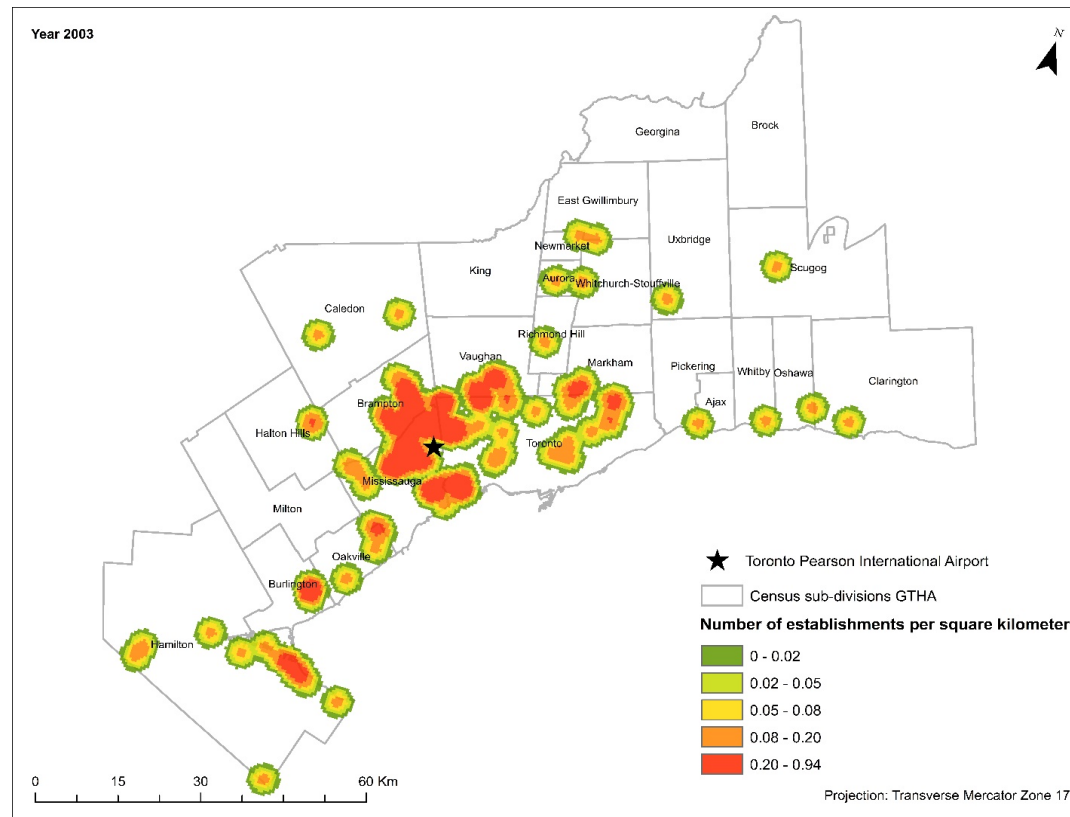 Year 2003
N
Brock
Georgina
East Gwillimbury
Uxbridge
Newmarket
King
Scugog
Aurora
Whitchurch-Stouffville
Caledon
Richmond Hill
Vaughan
Markham
Pickering
Whitby
Oshawa
Clarington
Brampton
Ajax
Halton Hills
Toronto
Mississauga
Milton
Oakville
Burlington
Hamilton
Toronto Pearson International Airport
Census sub-divisions GTHA
Number of establishments per square kilometer
0 - 0.02
0.02 - 0.05
0.05 - 0.08
0.08 - 0.20
0.20 - 0.94
0 15 30 60 Km
Projection: Transverse Mercator Zone 17